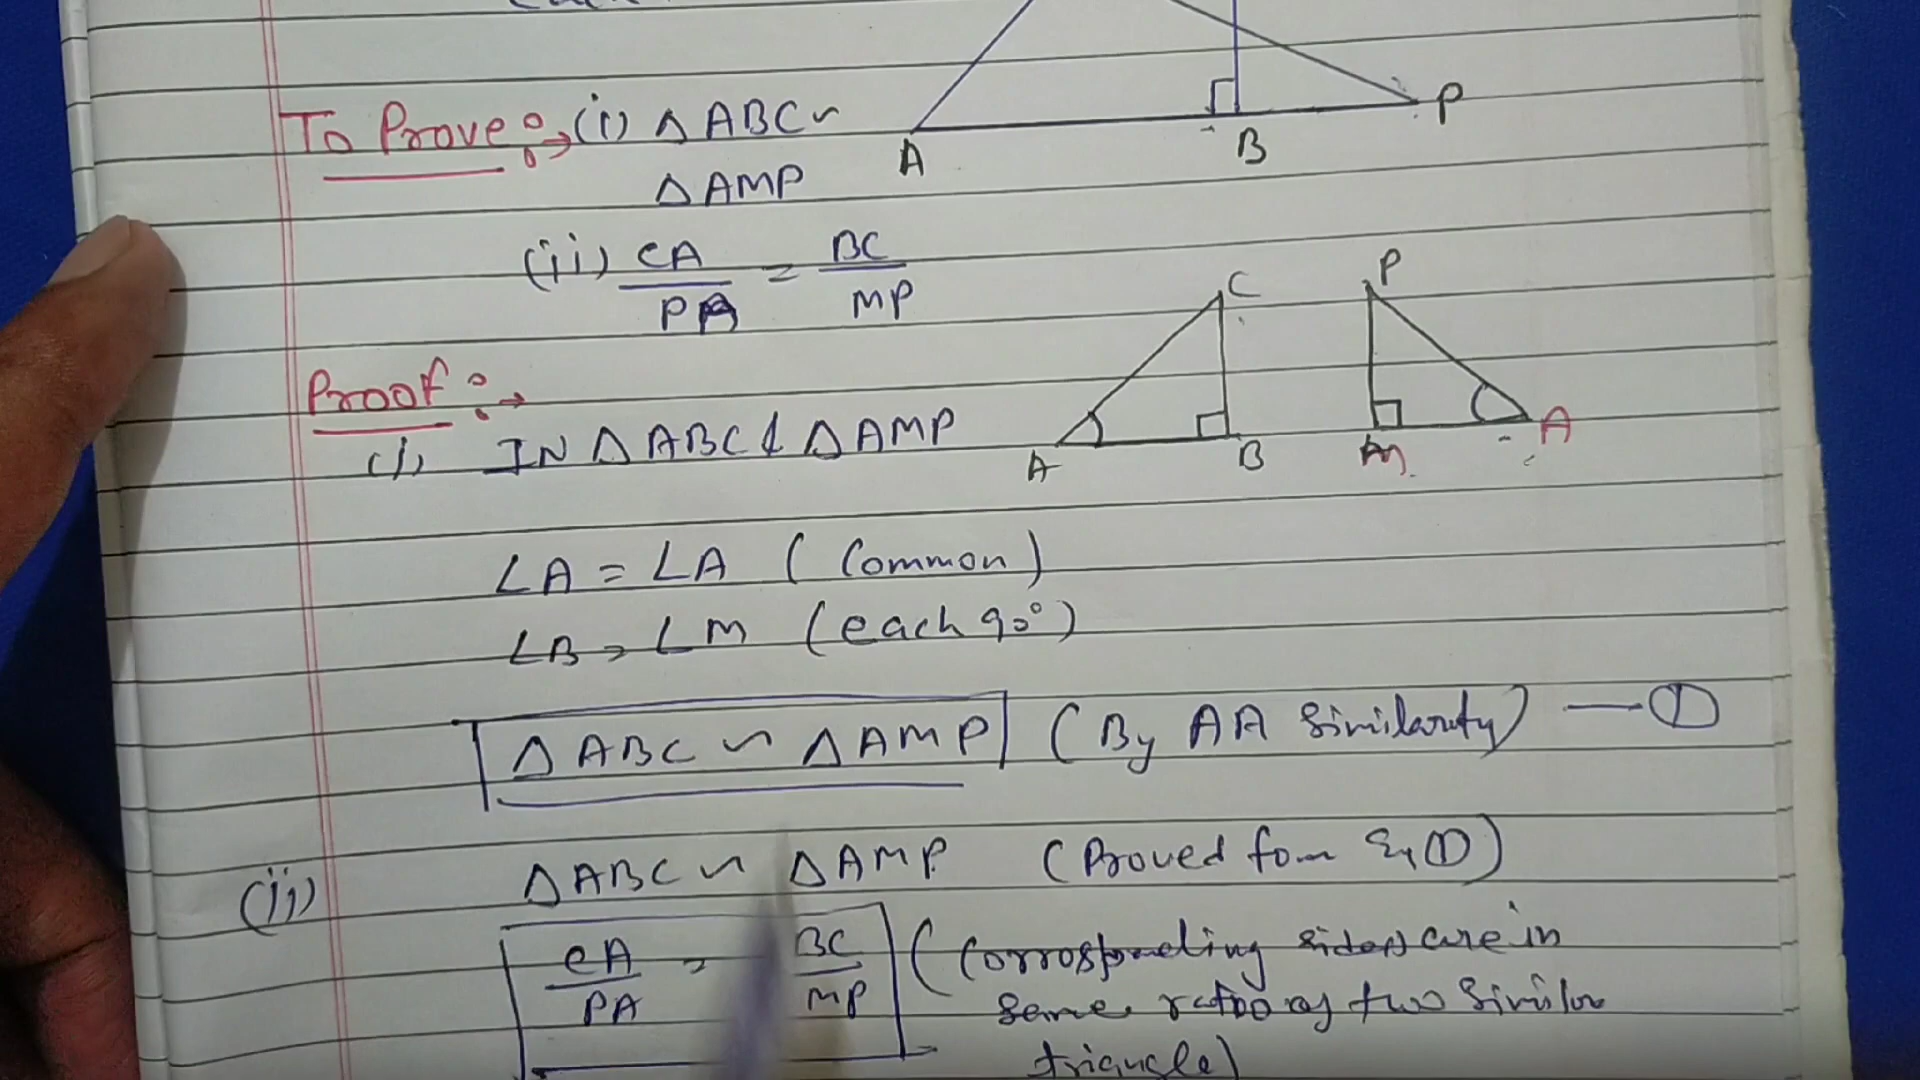 To Prove :→ (i) △ ABC ~
△ AMP
(ii) CA/PA = BC/MP
A
B
P
Proof :→
(i) IN △ ABC & △ AMP
C
P
A
B
M
A
∠A = ∠A (Common)
∠B = ∠M (each 90°)
△ ABC ~ △ AMP (By AA Similarity) — ①
(ii) △ ABC ~ △ AMP (Proved fom Eq ①)
CA/PA = BC/MP (Corrosponding sides are in
same ratio of two Similar
triangle)